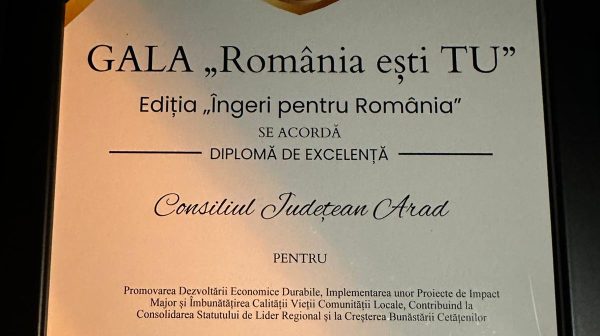 GALA „România ești TU”
Ediția „Îngeri pentru România”
SE ACORDĂ
DIPLOMĂ DE EXCELENȚĂ
Consiliul Județean Arad
PENTRU
Promovarea Dezvoltării Economice Durabile, Implementarea unor Proiecte de Impact
Major și Îmbunătățirea Calității Vieții Comunității Locale, Contribuind la
Consolidarea Statutului de Lider Regional și la Creșterea Bunăstării Cetățenilor